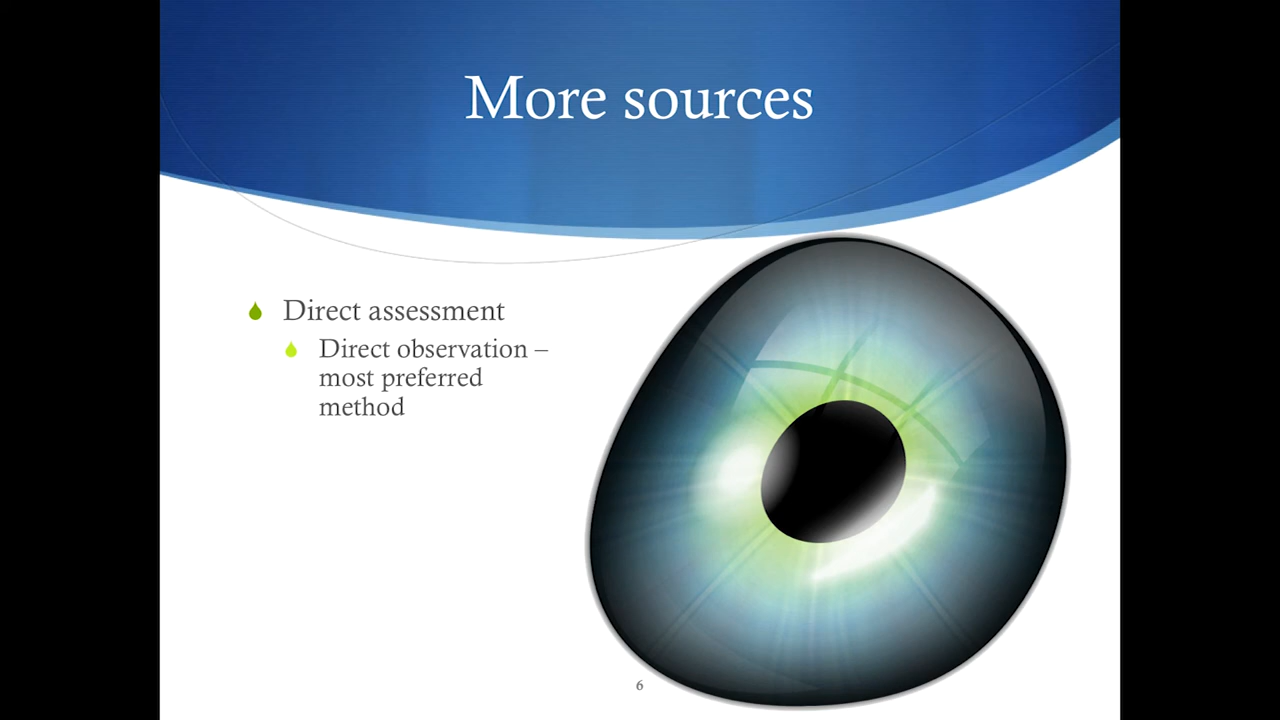 More sources
Direct assessment
Direct observation –
most preferred
method
6